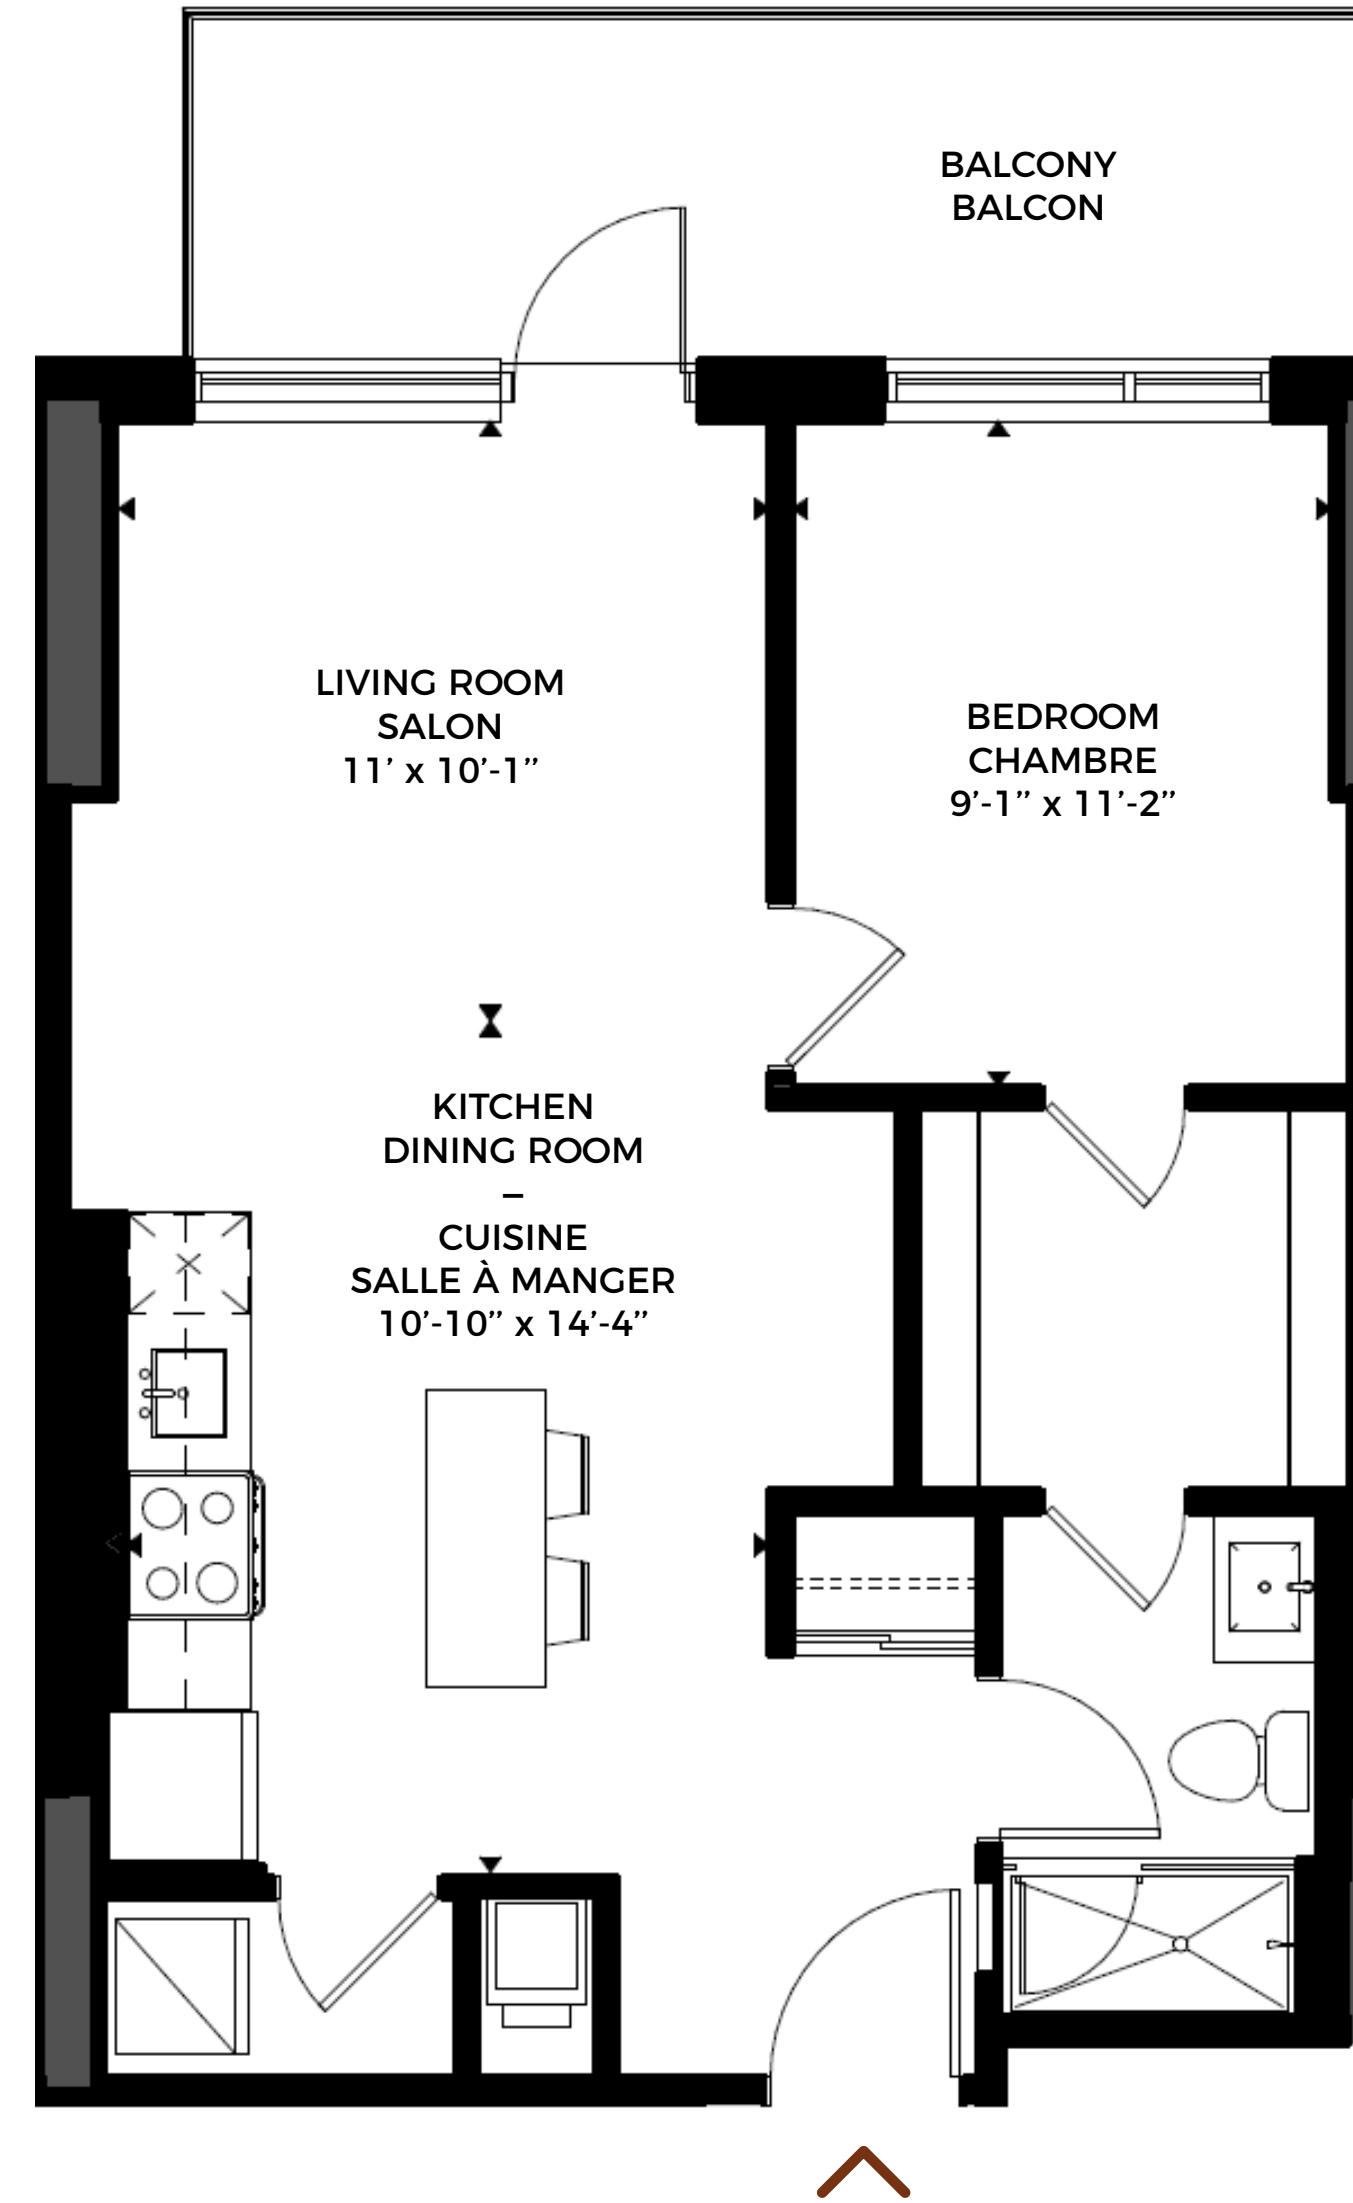 BALCONY
BALCON
LIVING ROOM
SALON
11’ x 10’-1”
BEDROOM
CHAMBRE
9’-1” x 11’-2”
KITCHEN
DINING ROOM
–
CUISINE
SALLE À MANGER
10’-10” x 14’-4”